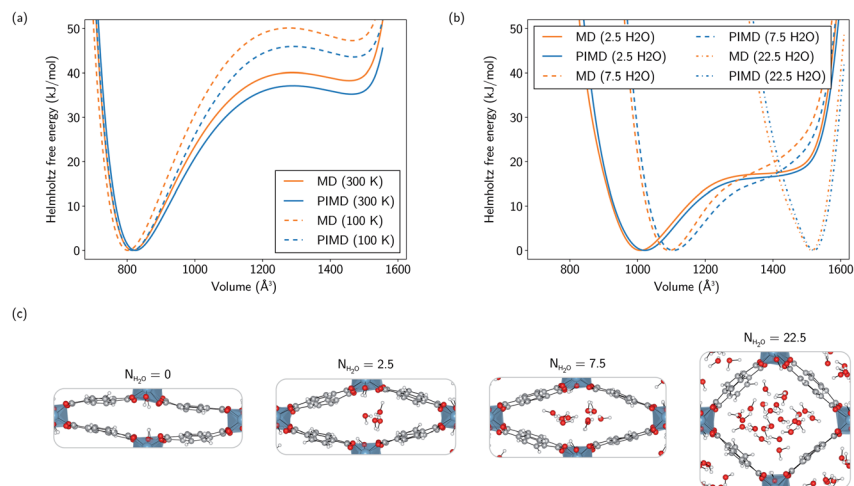 (a)
Helmholtz free energy (kJ/mol)
50
40
30
20
10
0
800
1000
1200
1400
1600
Volume (Å³)
MD (300 K)
PIMD (300 K)
MD (100 K)
PIMD (100 K)
(b)
Helmholtz free energy (kJ/mol)
50
40
30
20
10
0
800
1000
1200
1400
1600
Volume (Å³)
MD (2.5 H2O)
PIMD (2.5 H2O)
MD (7.5 H2O)
PIMD (7.5 H2O)
MD (22.5 H2O)
PIMD (22.5 H2O)
(c)
N_H₂O = 0
N_H₂O = 2.5
N_H₂O = 7.5
N_H₂O = 22.5